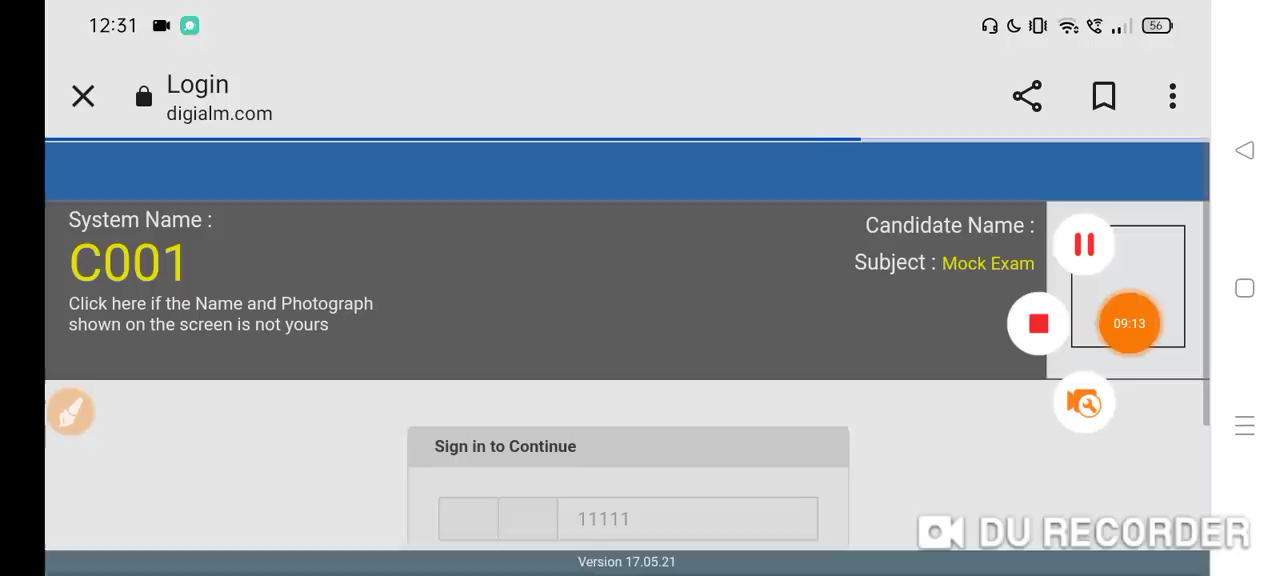 12:31
56
Login
digialm.com
System Name :
C001
Click here if the Name and Photograph
shown on the screen is not yours
Candidate Name :
Subject : Mock Exam
09:13
Sign in to Continue
11111
DU RECORDER
Version 17.05.21